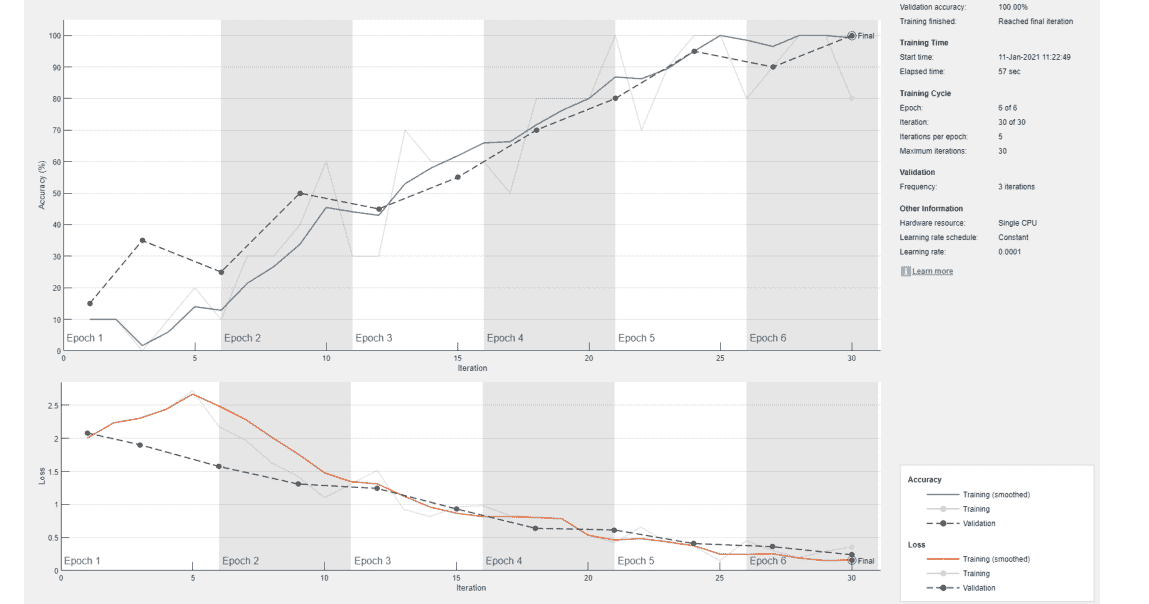 Validation accuracy: 100.00%
Training finished: Reached final iteration
Training Time
Start time: 11-Jan-2021 11:22:49
Elapsed time: 57 sec
Training Cycle
Epoch: 6 of 6
Iteration: 30 of 30
Iterations per epoch: 5
Maximum iterations: 30
Validation
Frequency: 3 iterations
Other Information
Hardware resource: Single CPU
Learning rate schedule: Constant
Learning rate: 0.0001
Learn more
Accuracy (%)
100
90
80
70
60
50
40
30
20
10
0
Epoch 1 Epoch 2 Epoch 3 Epoch 4 Epoch 5 Epoch 6
Final
0 5 10 15 20 25 30
Iteration
Loss
2.5
2
1.5
1
0.5
0
Epoch 1 Epoch 2 Epoch 3 Epoch 4 Epoch 5 Epoch 6
Final
0 5 10 15 20 25 30
Iteration
Accuracy
Training (smoothed)
Training
Validation
Loss
Training (smoothed)
Training
Validation